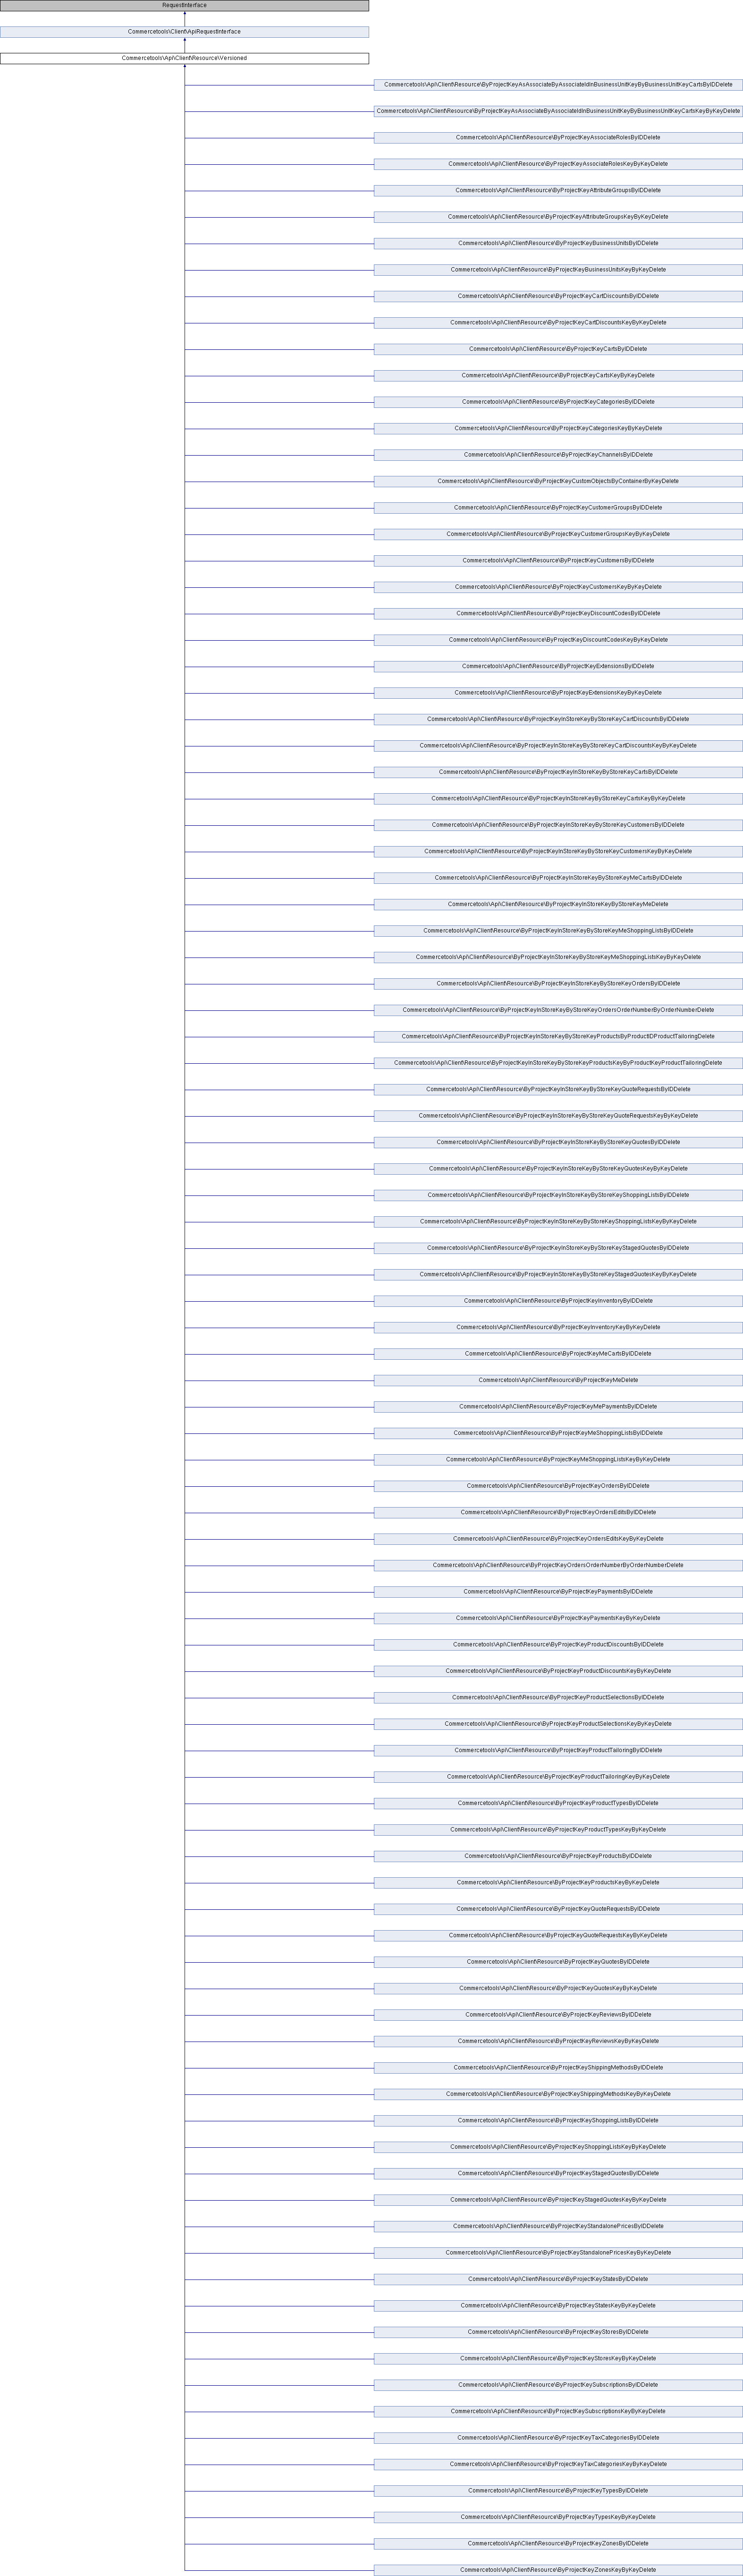 RequestInterface
Commercetools\Client\ApiRequestInterface
Commercetools\Api\Client\Resource\Versioned
Commercetools\Api\Client\Resource\ByProjectKeyAsAssociateByAssociateIdInBusinessUnitKeyByBusinessUnitKeyCartsByIDDelete
Commercetools\Api\Client\Resource\ByProjectKeyAsAssociateByAssociateIdInBusinessUnitKeyByBusinessUnitKeyCartsKeyByKeyDelete
Commercetools\Api\Client\Resource\ByProjectKeyAssociateRolesByIDDelete
Commercetools\Api\Client\Resource\ByProjectKeyAssociateRolesKeyByKeyDelete
Commercetools\Api\Client\Resource\ByProjectKeyAttributeGroupsByIDDelete
Commercetools\Api\Client\Resource\ByProjectKeyAttributeGroupsKeyByKeyDelete
Commercetools\Api\Client\Resource\ByProjectKeyBusinessUnitsByIDDelete
Commercetools\Api\Client\Resource\ByProjectKeyBusinessUnitsKeyByKeyDelete
Commercetools\Api\Client\Resource\ByProjectKeyCartDiscountsByIDDelete
Commercetools\Api\Client\Resource\ByProjectKeyCartDiscountsKeyByKeyDelete
Commercetools\Api\Client\Resource\ByProjectKeyCartsByIDDelete
Commercetools\Api\Client\Resource\ByProjectKeyCartsKeyByKeyDelete
Commercetools\Api\Client\Resource\ByProjectKeyCategoriesByIDDelete
Commercetools\Api\Client\Resource\ByProjectKeyCategoriesKeyByKeyDelete
Commercetools\Api\Client\Resource\ByProjectKeyChannelsByIDDelete
Commercetools\Api\Client\Resource\ByProjectKeyCustomObjectsByContainerByKeyDelete
Commercetools\Api\Client\Resource\ByProjectKeyCustomerGroupsByIDDelete
Commercetools\Api\Client\Resource\ByProjectKeyCustomerGroupsKeyByKeyDelete
Commercetools\Api\Client\Resource\ByProjectKeyCustomersByIDDelete
Commercetools\Api\Client\Resource\ByProjectKeyCustomersKeyByKeyDelete
Commercetools\Api\Client\Resource\ByProjectKeyDiscountCodesByIDDelete
Commercetools\Api\Client\Resource\ByProjectKeyDiscountCodesKeyByKeyDelete
Commercetools\Api\Client\Resource\ByProjectKeyExtensionsByIDDelete
Commercetools\Api\Client\Resource\ByProjectKeyExtensionsKeyByKeyDelete
Commercetools\Api\Client\Resource\ByProjectKeyInStoreKeyByStoreKeyCartDiscountsByIDDelete
Commercetools\Api\Client\Resource\ByProjectKeyInStoreKeyByStoreKeyCartDiscountsKeyByKeyDelete
Commercetools\Api\Client\Resource\ByProjectKeyInStoreKeyByStoreKeyCartsByIDDelete
Commercetools\Api\Client\Resource\ByProjectKeyInStoreKeyByStoreKeyCartsKeyByKeyDelete
Commercetools\Api\Client\Resource\ByProjectKeyInStoreKeyByStoreKeyCustomersByIDDelete
Commercetools\Api\Client\Resource\ByProjectKeyInStoreKeyByStoreKeyCustomersKeyByKeyDelete
Commercetools\Api\Client\Resource\ByProjectKeyInStoreKeyByStoreKeyMeCartsByIDDelete
Commercetools\Api\Client\Resource\ByProjectKeyInStoreKeyByStoreKeyMeDelete
Commercetools\Api\Client\Resource\ByProjectKeyInStoreKeyByStoreKeyMeShoppingListsByIDDelete
Commercetools\Api\Client\Resource\ByProjectKeyInStoreKeyByStoreKeyMeShoppingListsKeyByKeyDelete
Commercetools\Api\Client\Resource\ByProjectKeyInStoreKeyByStoreKeyOrdersByIDDelete
Commercetools\Api\Client\Resource\ByProjectKeyInStoreKeyByStoreKeyOrdersOrderNumberByOrderNumberDelete
Commercetools\Api\Client\Resource\ByProjectKeyInStoreKeyByStoreKeyProductsByProductIDProductTailoringDelete
Commercetools\Api\Client\Resource\ByProjectKeyInStoreKeyByStoreKeyProductsKeyByProductKeyProductTailoringDelete
Commercetools\Api\Client\Resource\ByProjectKeyInStoreKeyByStoreKeyQuoteRequestsByIDDelete
Commercetools\Api\Client\Resource\ByProjectKeyInStoreKeyByStoreKeyQuoteRequestsKeyByKeyDelete
Commercetools\Api\Client\Resource\ByProjectKeyInStoreKeyByStoreKeyQuotesByIDDelete
Commercetools\Api\Client\Resource\ByProjectKeyInStoreKeyByStoreKeyQuotesKeyByKeyDelete
Commercetools\Api\Client\Resource\ByProjectKeyInStoreKeyByStoreKeyShoppingListsByIDDelete
Commercetools\Api\Client\Resource\ByProjectKeyInStoreKeyByStoreKeyShoppingListsKeyByKeyDelete
Commercetools\Api\Client\Resource\ByProjectKeyInStoreKeyByStoreKeyStagedQuotesByIDDelete
Commercetools\Api\Client\Resource\ByProjectKeyInStoreKeyByStoreKeyStagedQuotesKeyByKeyDelete
Commercetools\Api\Client\Resource\ByProjectKeyInventoryByIDDelete
Commercetools\Api\Client\Resource\ByProjectKeyInventoryKeyByKeyDelete
Commercetools\Api\Client\Resource\ByProjectKeyMeCartsByIDDelete
Commercetools\Api\Client\Resource\ByProjectKeyMeDelete
Commercetools\Api\Client\Resource\ByProjectKeyMePaymentsByIDDelete
Commercetools\Api\Client\Resource\ByProjectKeyMeShoppingListsByIDDelete
Commercetools\Api\Client\Resource\ByProjectKeyMeShoppingListsKeyByKeyDelete
Commercetools\Api\Client\Resource\ByProjectKeyOrdersByIDDelete
Commercetools\Api\Client\Resource\ByProjectKeyOrdersEditsByIDDelete
Commercetools\Api\Client\Resource\ByProjectKeyOrdersEditsKeyByKeyDelete
Commercetools\Api\Client\Resource\ByProjectKeyOrdersOrderNumberByOrderNumberDelete
Commercetools\Api\Client\Resource\ByProjectKeyPaymentsByIDDelete
Commercetools\Api\Client\Resource\ByProjectKeyPaymentsKeyByKeyDelete
Commercetools\Api\Client\Resource\ByProjectKeyProductDiscountsByIDDelete
Commercetools\Api\Client\Resource\ByProjectKeyProductDiscountsKeyByKeyDelete
Commercetools\Api\Client\Resource\ByProjectKeyProductSelectionsByIDDelete
Commercetools\Api\Client\Resource\ByProjectKeyProductSelectionsKeyByKeyDelete
Commercetools\Api\Client\Resource\ByProjectKeyProductTailoringByIDDelete
Commercetools\Api\Client\Resource\ByProjectKeyProductTailoringKeyByKeyDelete
Commercetools\Api\Client\Resource\ByProjectKeyProductTypesByIDDelete
Commercetools\Api\Client\Resource\ByProjectKeyProductTypesKeyByKeyDelete
Commercetools\Api\Client\Resource\ByProjectKeyProductsByIDDelete
Commercetools\Api\Client\Resource\ByProjectKeyProductsKeyByKeyDelete
Commercetools\Api\Client\Resource\ByProjectKeyQuoteRequestsByIDDelete
Commercetools\Api\Client\Resource\ByProjectKeyQuoteRequestsKeyByKeyDelete
Commercetools\Api\Client\Resource\ByProjectKeyQuotesByIDDelete
Commercetools\Api\Client\Resource\ByProjectKeyQuotesKeyByKeyDelete
Commercetools\Api\Client\Resource\ByProjectKeyReviewsByIDDelete
Commercetools\Api\Client\Resource\ByProjectKeyReviewsKeyByKeyDelete
Commercetools\Api\Client\Resource\ByProjectKeyShippingMethodsByIDDelete
Commercetools\Api\Client\Resource\ByProjectKeyShippingMethodsKeyByKeyDelete
Commercetools\Api\Client\Resource\ByProjectKeyShoppingListsByIDDelete
Commercetools\Api\Client\Resource\ByProjectKeyShoppingListsKeyByKeyDelete
Commercetools\Api\Client\Resource\ByProjectKeyStagedQuotesByIDDelete
Commercetools\Api\Client\Resource\ByProjectKeyStagedQuotesKeyByKeyDelete
Commercetools\Api\Client\Resource\ByProjectKeyStandalonePricesByIDDelete
Commercetools\Api\Client\Resource\ByProjectKeyStandalonePricesKeyByKeyDelete
Commercetools\Api\Client\Resource\ByProjectKeyStatesByIDDelete
Commercetools\Api\Client\Resource\ByProjectKeyStatesKeyByKeyDelete
Commercetools\Api\Client\Resource\ByProjectKeyStoresByIDDelete
Commercetools\Api\Client\Resource\ByProjectKeyStoresKeyByKeyDelete
Commercetools\Api\Client\Resource\ByProjectKeySubscriptionsByIDDelete
Commercetools\Api\Client\Resource\ByProjectKeySubscriptionsKeyByKeyDelete
Commercetools\Api\Client\Resource\ByProjectKeyTaxCategoriesByIDDelete
Commercetools\Api\Client\Resource\ByProjectKeyTaxCategoriesKeyByKeyDelete
Commercetools\Api\Client\Resource\ByProjectKeyTypesByIDDelete
Commercetools\Api\Client\Resource\ByProjectKeyTypesKeyByKeyDelete
Commercetools\Api\Client\Resource\ByProjectKeyZonesByIDDelete
Commercetools\Api\Client\Resource\ByProjectKeyZonesKeyByKeyDelete